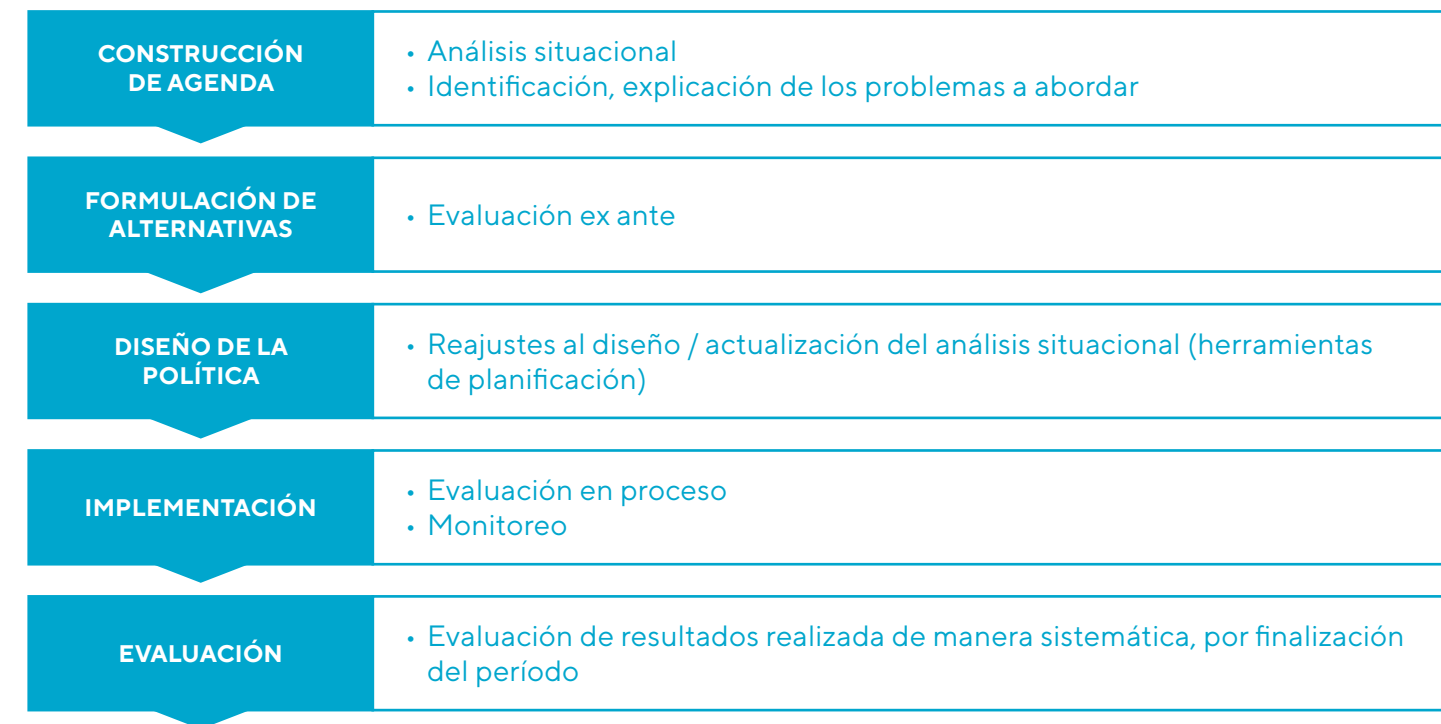 CONSTRUCCIÓN
DE AGENDA
• Análisis situacional
• Identificación, explicación de los problemas a abordar
FORMULACIÓN DE
ALTERNATIVAS
• Evaluación ex ante
DISEÑO DE LA
POLÍTICA
• Reajustes al diseño / actualización del análisis situacional (herramientas
de planificación)
IMPLEMENTACIÓN
• Evaluación en proceso
• Monitoreo
EVALUACIÓN
• Evaluación de resultados realizada de manera sistemática, por finalización
del período